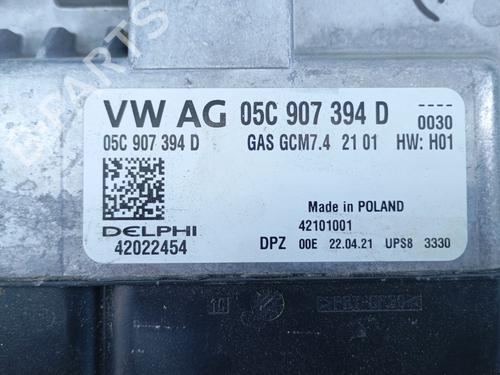 VW AG 05C 907 394 D
----
0030
05C 907 394 D GAS GCM7.4 21 01 HW: H01
Made in POLAND
42101001
DELPHI
42022454
DPZ 00E 22.04.21 UPS8 3330